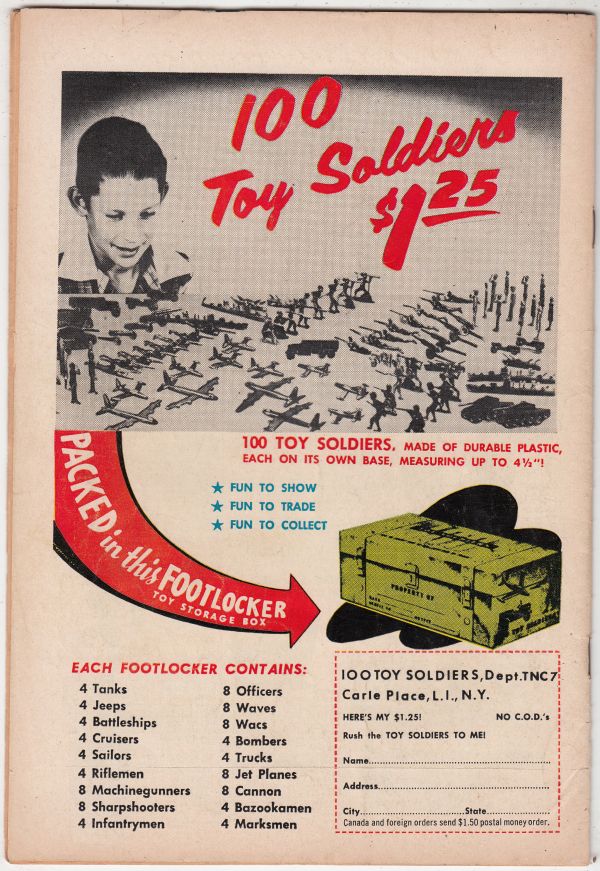 100
Toy Soldiers
$1.25
100 TOY SOLDIERS, MADE OF DURABLE PLASTIC,
EACH ON ITS OWN BASE, MEASURING UP TO 4½"!
★ FUN TO SHOW
★ FUN TO TRADE
★ FUN TO COLLECT
PACKED in this FOOTLOCKER
TOY STORAGE BOX
PROPERTY OF
TOY SOLDIERS
EACH FOOTLOCKER CONTAINS:
4 Tanks
4 Jeeps
4 Battleships
4 Cruisers
4 Sailors
4 Riflemen
8 Machinegunners
8 Sharpshooters
4 Infantrymen
8 Officers
8 Waves
8 Wacs
4 Bombers
4 Trucks
8 Jet Planes
8 Cannon
4 Bazookamen
4 Marksmen
100 TOY SOLDIERS, Dept. TNC7
Carle Place, L.I., N.Y.
HERE'S MY $1.25! NO C.O.D.'s
Rush the TOY SOLDIERS TO ME!
Name
Address
City State
Canada and foreign orders send $1.50 postal money order.